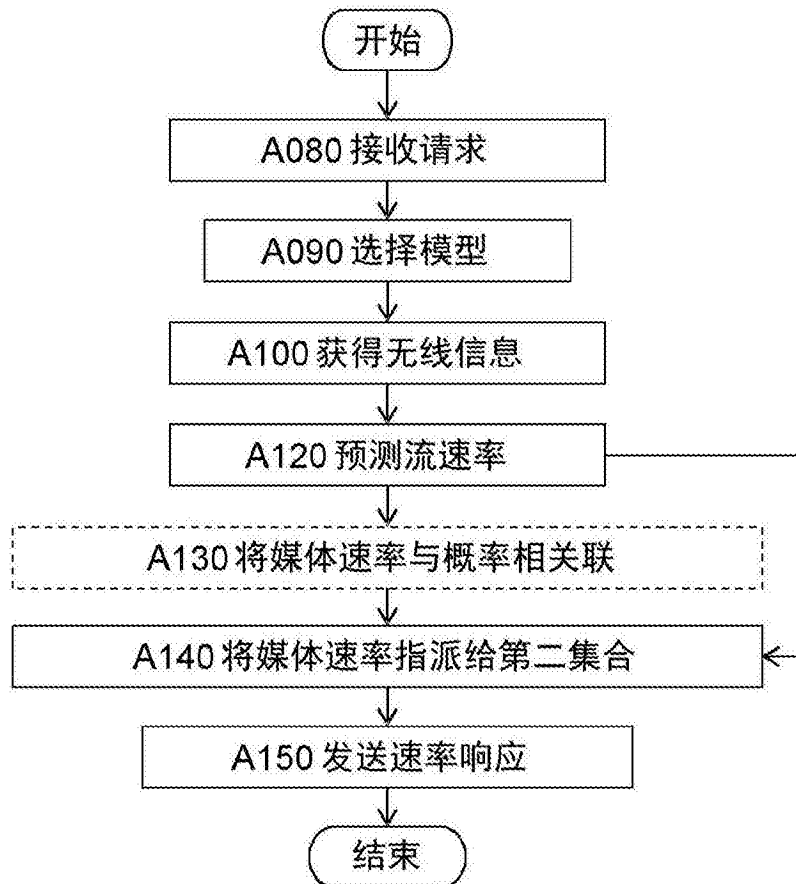 开始
A080 接收请求
A090 选择模型
A100 获得无线信息
A120 预测流速率
A130 将媒体速率与概率相关联
A140 将媒体速率指派给第二集合
A150 发送速率响应
结束